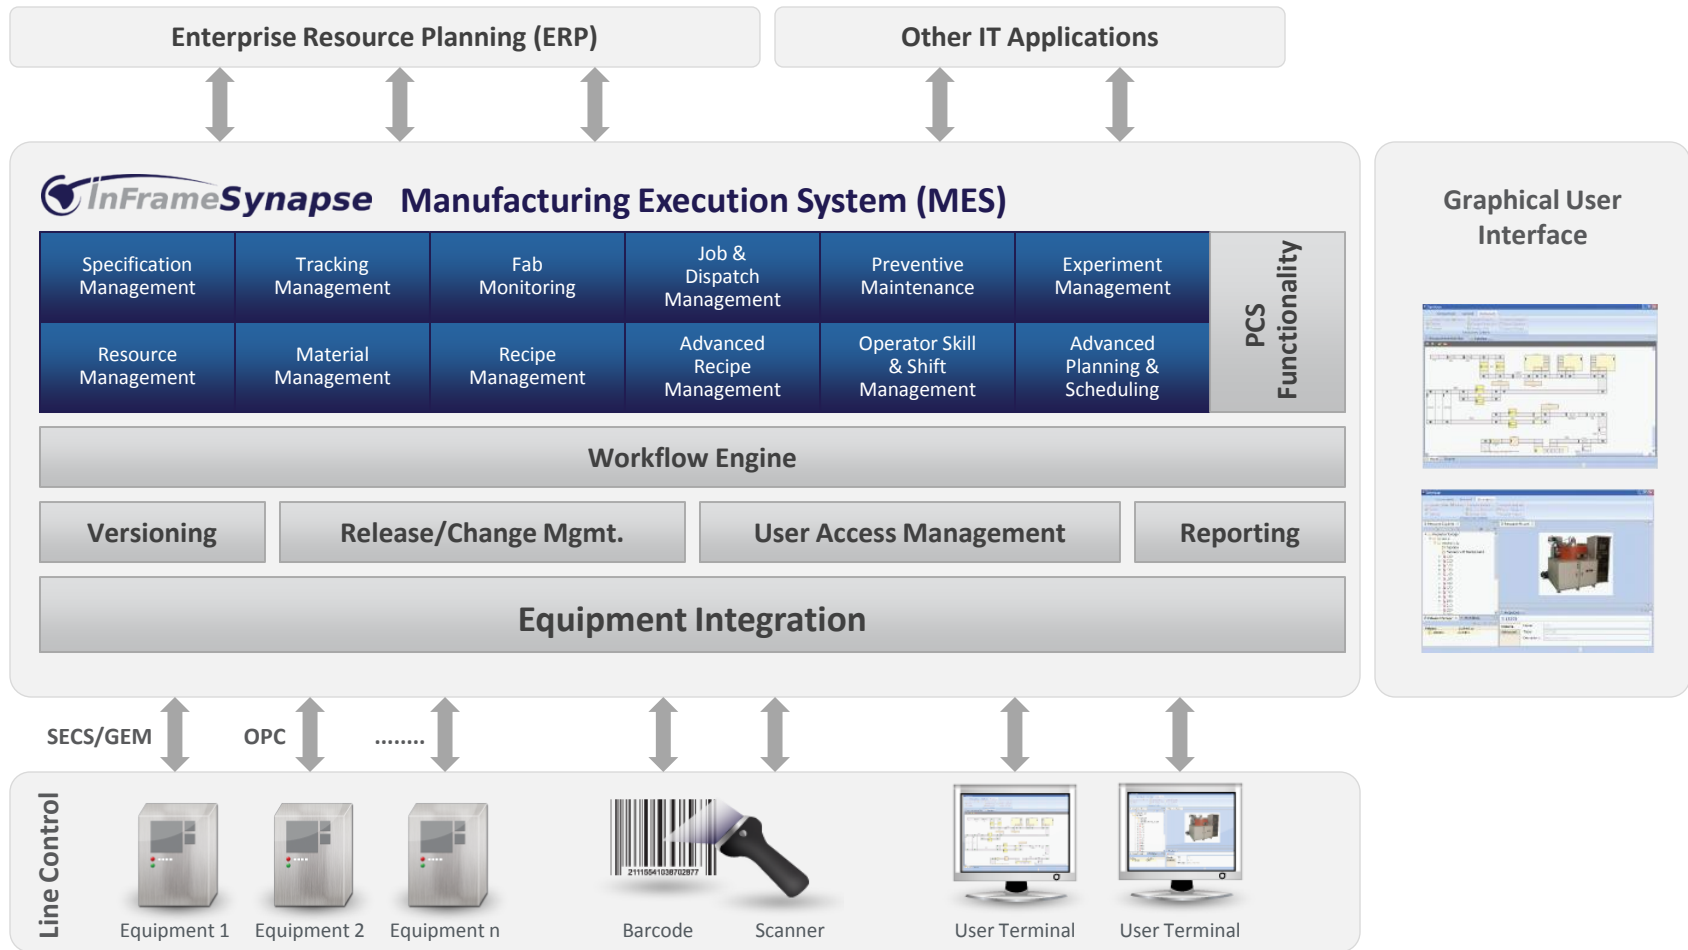 Enterprise Resource Planning (ERP)
Other IT Applications
InFrameSynapse
Manufacturing Execution System (MES)
Specification
Management
Tracking
Management
Fab
Monitoring
Job &
Dispatch
Management
Preventive
Maintenance
Experiment
Management
Resource
Management
Material
Management
Recipe
Management
Advanced
Recipe
Management
Operator Skill
& Shift
Management
Advanced
Planning &
Scheduling
PCS
Functionality
Workflow Engine
Versioning
Release/Change Mgmt.
User Access Management
Reporting
Equipment Integration
Graphical User
Interface
SECS/GEM
OPC
........
Line Control
21115541038702877
Equipment 1
Equipment 2
Equipment n
Barcode
Scanner
User Terminal
User Terminal